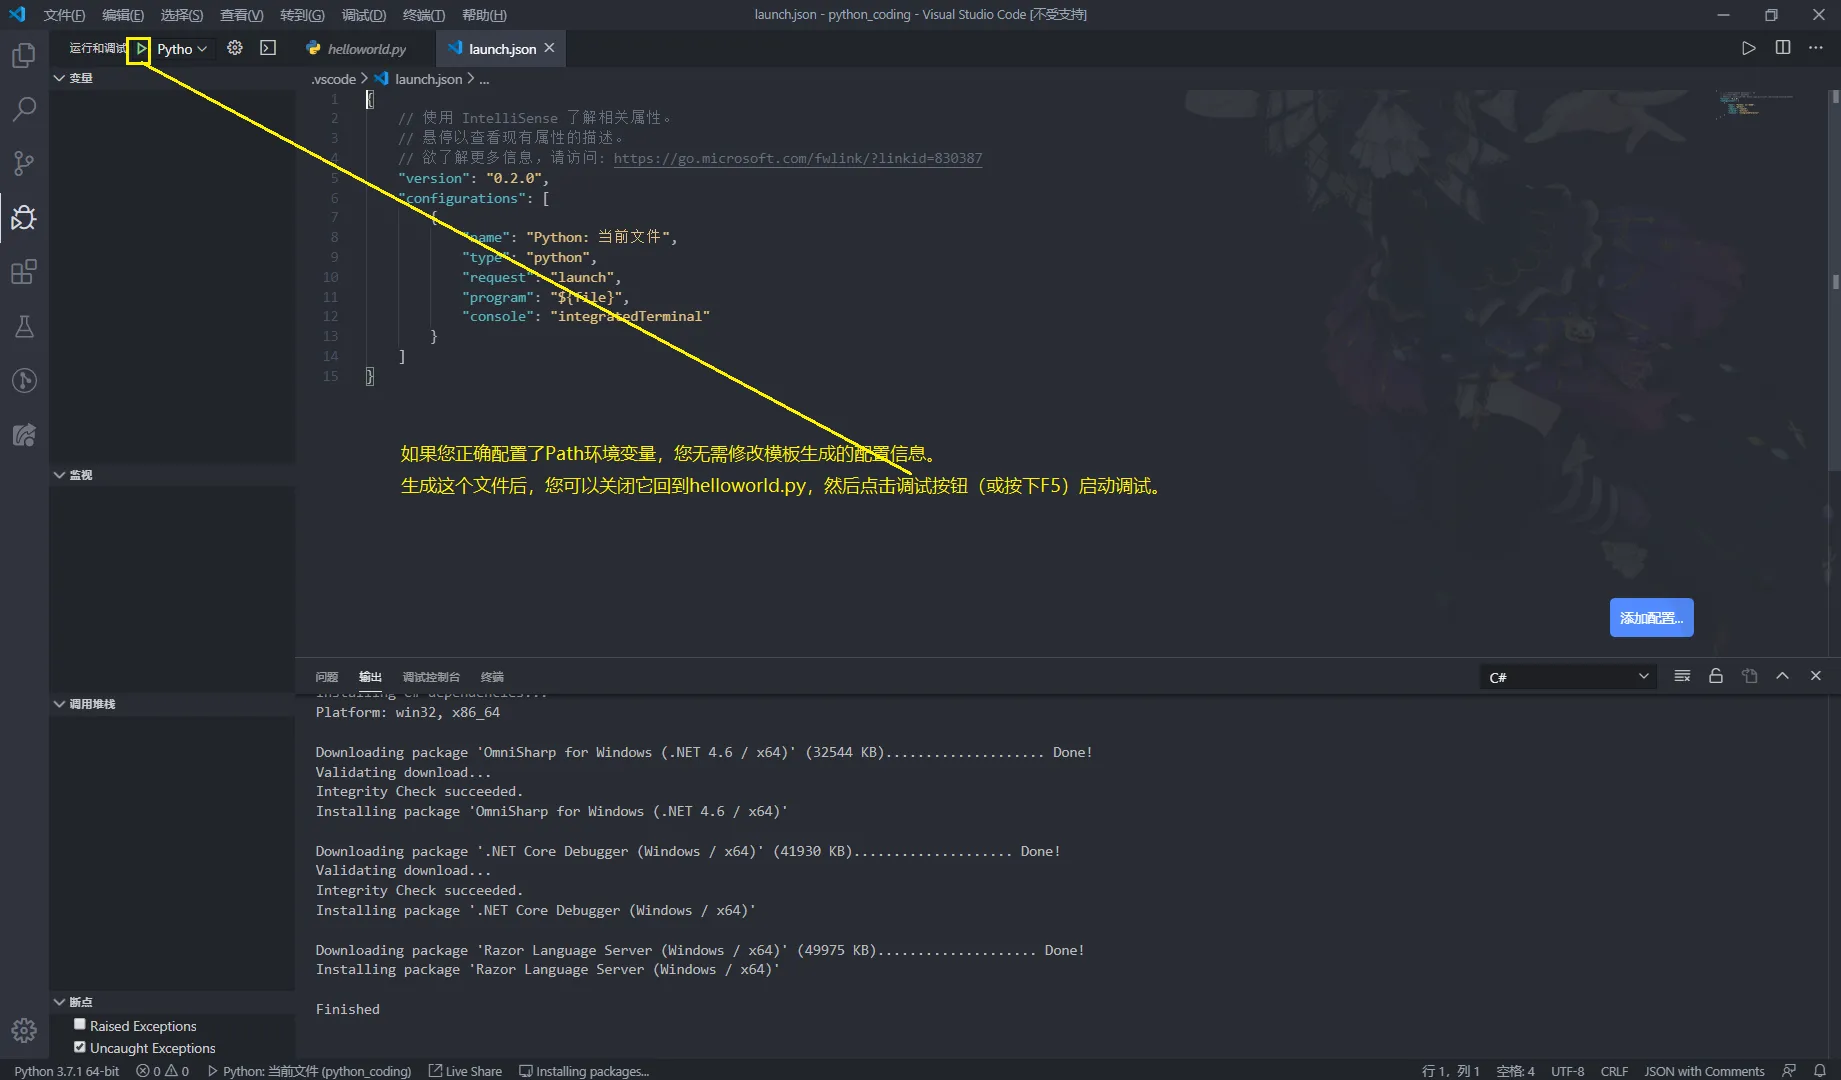 文件(F) 编辑(E) 选择(S) 查看(V) 转到(G) 调试(D) 终端(T) 帮助(H)
launch.json - python_coding - Visual Studio Code [不受支持]
运行和调试 Pytho
helloworld.py
launch.json
变量
.vscode > launch.json > ...
1 {
2 // 使用 IntelliSense 了解相关属性。
3 // 悬停以查看现有属性的描述。
4 // 欲了解更多信息，请访问: https://go.microsoft.com/fwlink/?linkid=830387
5 "version": "0.2.0",
6 "configurations": [
7 {
8 "name": "Python: 当前文件",
9 "type": "python",
10 "request": "launch",
11 "program": "${file}",
12 "console": "integratedTerminal"
13 }
14 ]
15 }
如果您正确配置了Path环境变量，您无需修改模板生成的配置信息。
生成这个文件后，您可以关闭它回到helloworld.py，然后点击调试按钮（或按下F5）启动调试。
监视
添加配置...
问题 输出 调试控制台 终端
C#
调用堆栈
Installing C# dependencies...
Platform: win32, x86_64
Downloading package 'OmniSharp for Windows (.NET 4.6 / x64)' (32544 KB).................... Done!
Validating download...
Integrity Check succeeded.
Installing package 'OmniSharp for Windows (.NET 4.6 / x64)'
Downloading package '.NET Core Debugger (Windows / x64)' (41930 KB).................... Done!
Validating download...
Integrity Check succeeded.
Installing package '.NET Core Debugger (Windows / x64)'
Downloading package 'Razor Language Server (Windows / x64)' (49975 KB).................... Done!
Installing package 'Razor Language Server (Windows / x64)'
Finished
断点
Raised Exceptions
Uncaught Exceptions
Python 3.7.1 64-bit 0 0 Python: 当前文件 (python_coding) Live Share Installing packages...
行 1，列 1 空格: 4 UTF-8 CRLF JSON with Comments